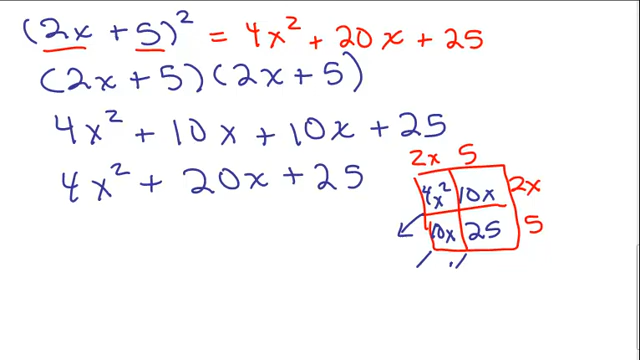 (2x + 5)² = 4x² + 20x + 25
(2x + 5)(2x + 5)
4x² + 10x + 10x + 25
4x² + 20x + 25
2x 5
4x² 10x 2x
10x 25 5